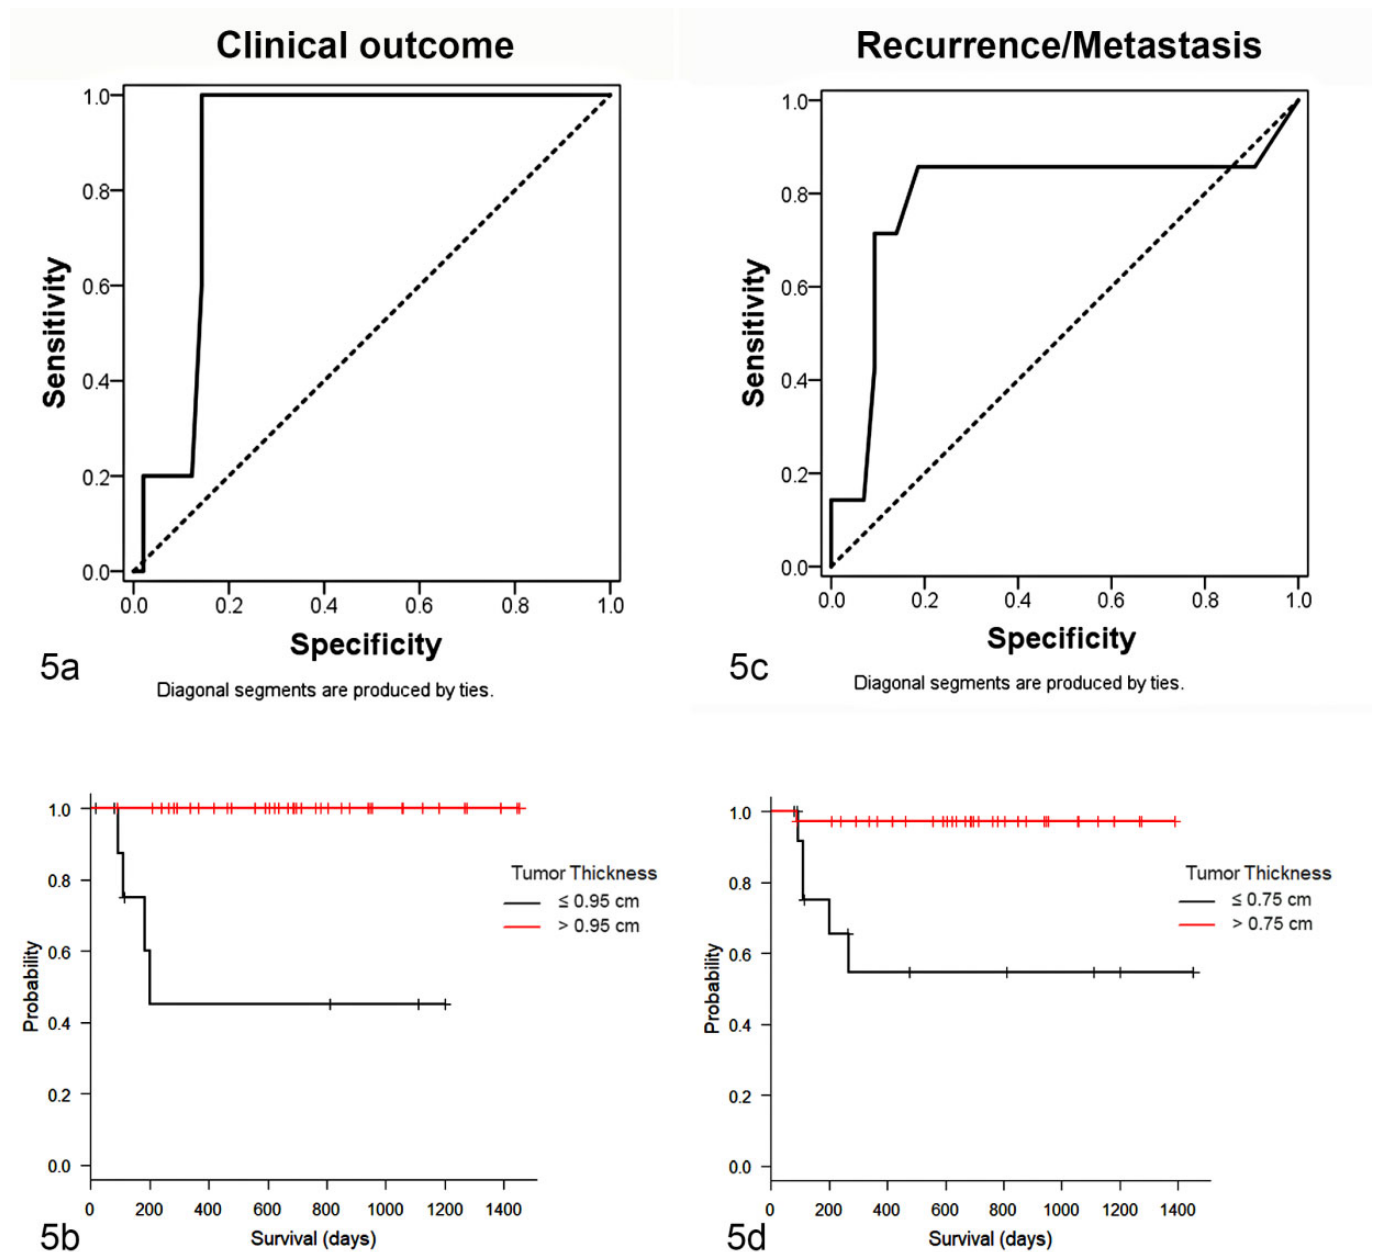 Clinical outcome
1.0
0.8
0.6
0.4
0.2
0.0
Sensitivity
0.0 0.2 0.4 0.6 0.8 1.0
Specificity
5a
Diagonal segments are produced by ties.
Recurrence/Metastasis
1.0
0.8
0.6
0.4
0.2
0.0
Sensitivity
0.0 0.2 0.4 0.6 0.8 1.0
Specificity
5c
Diagonal segments are produced by ties.
1.0
0.8
0.6
0.4
0.2
0.0
Probability
Tumor Thickness
≤ 0.95 cm
> 0.95 cm
0 200 400 600 800 1000 1200 1400
Survival (days)
5b
1.0
0.8
0.6
0.4
0.2
0.0
Probability
Tumor Thickness
≤ 0.75 cm
> 0.75 cm
0 200 400 600 800 1000 1200 1400
Survival (days)
5d